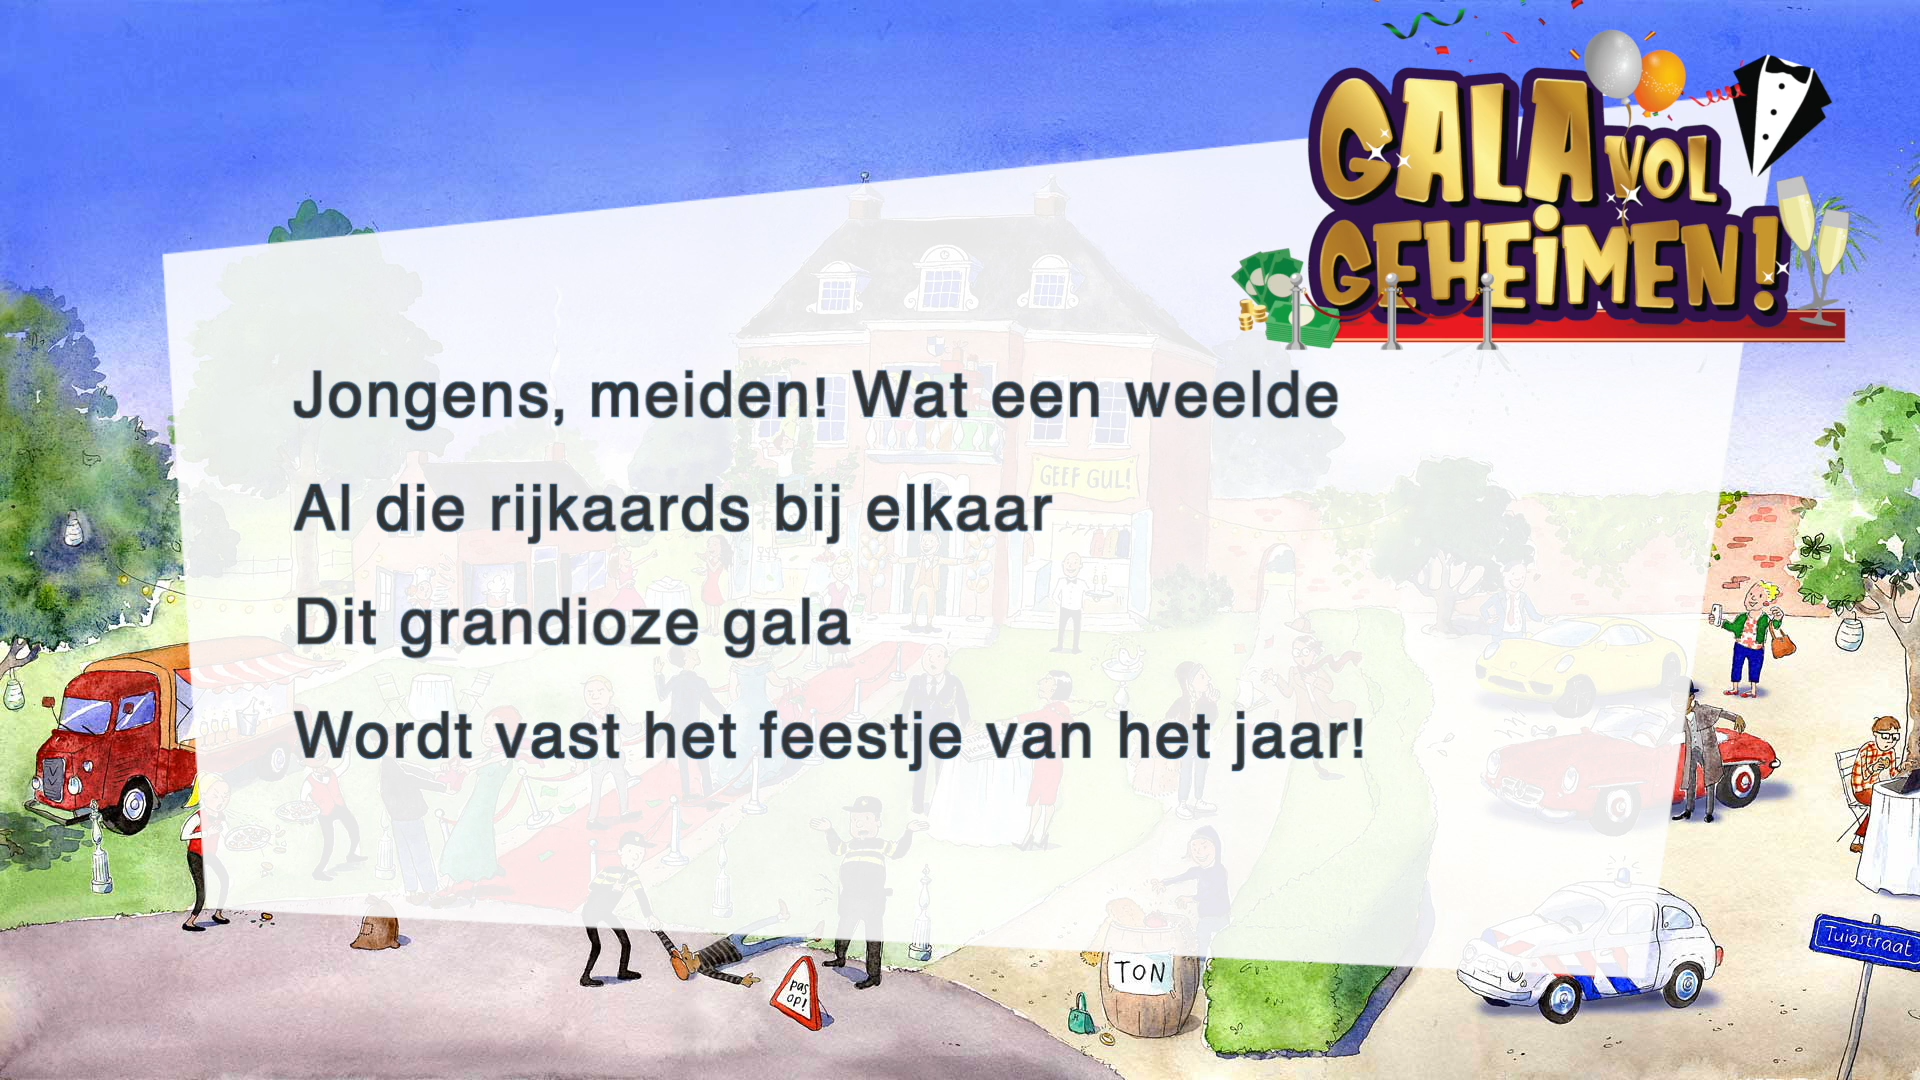 GALA VOL
GEHEIMEN!
Jongens, meiden! Wat een weelde
Al die rijkaards bij elkaar
Dit grandioze gala
Wordt vast het feestje van het jaar!
GEEF GUL!
pas
op!
TON
Tuigstraat